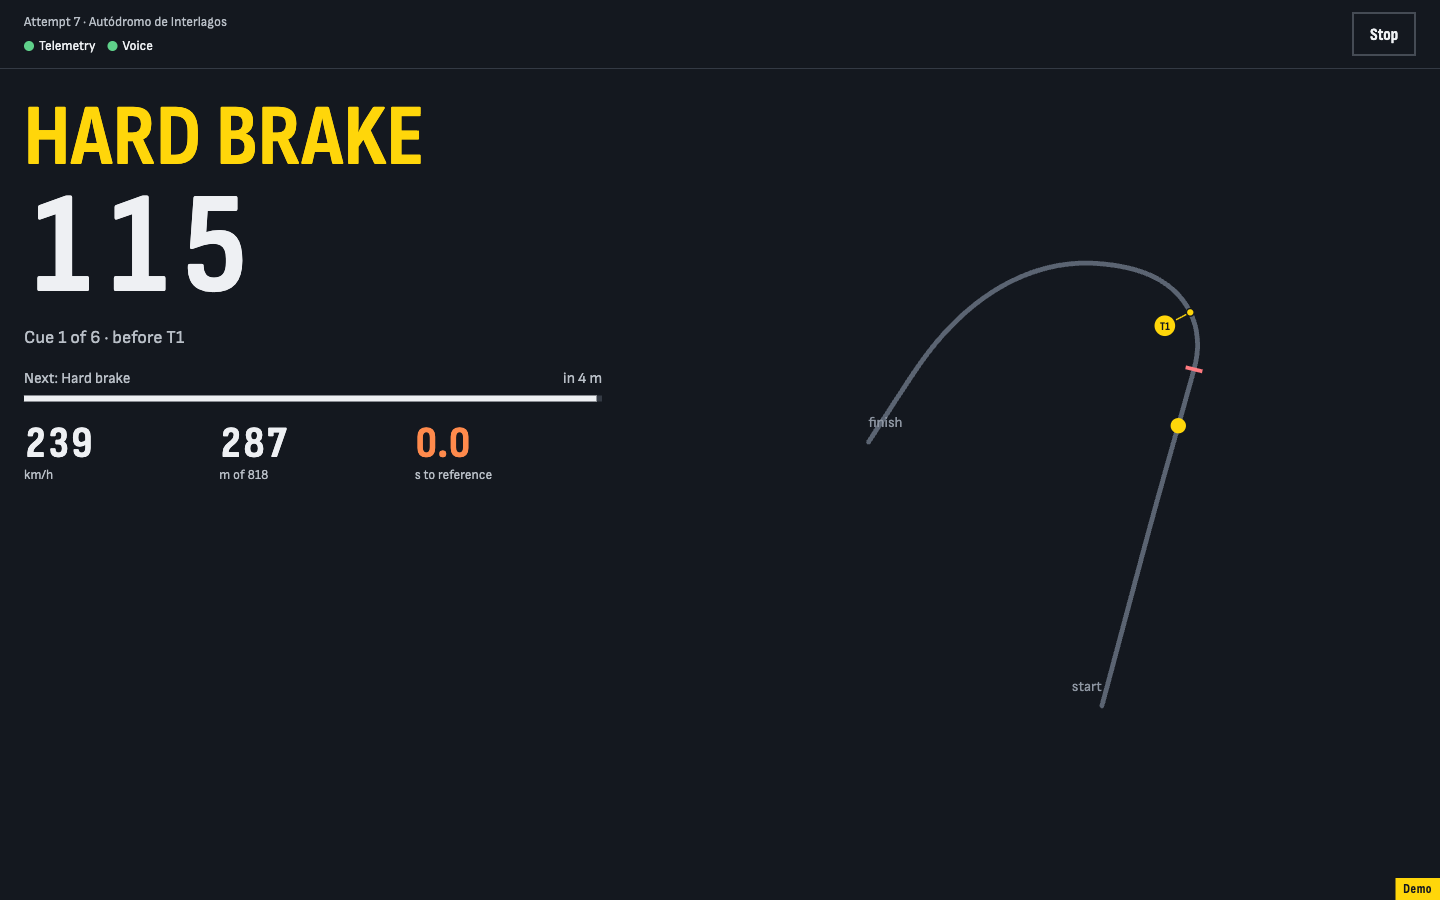 Attempt 7 · Autódromo de Interlagos
Telemetry Voice
Stop
HARD BRAKE
115
Cue 1 of 6 · before T1
Next: Hard brake in 4 m
239 287 0.0
km/h m of 818 s to reference
T1
finish
start
Demo